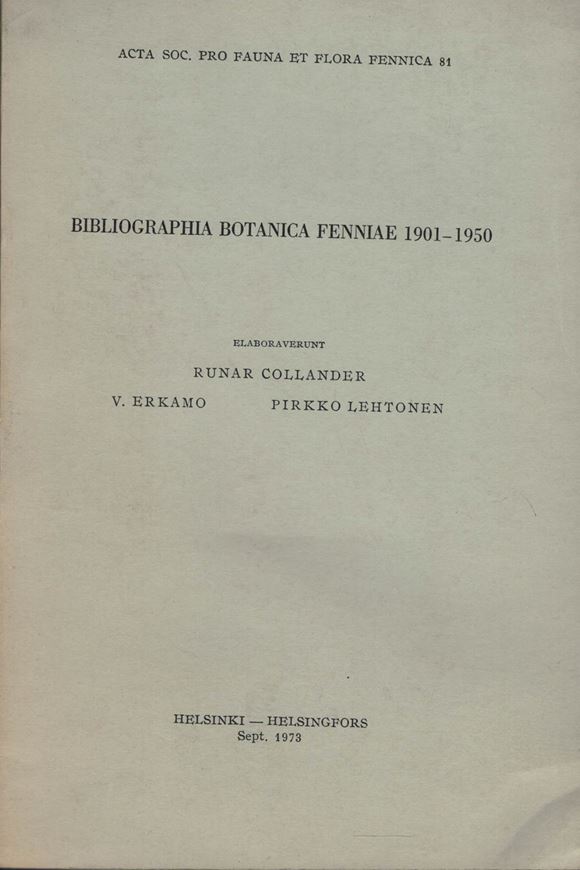 ACTA SOC. PRO FAUNA ET FLORA FENNICA 81
BIBLIOGRAPHIA BOTANICA FENNIAE 1901–1950
ELABORAVERUNT
RUNAR COLLANDER
V. ERKAMO PIRKKO LEHTONEN
HELSINKI — HELSINGFORS
Sept. 1973